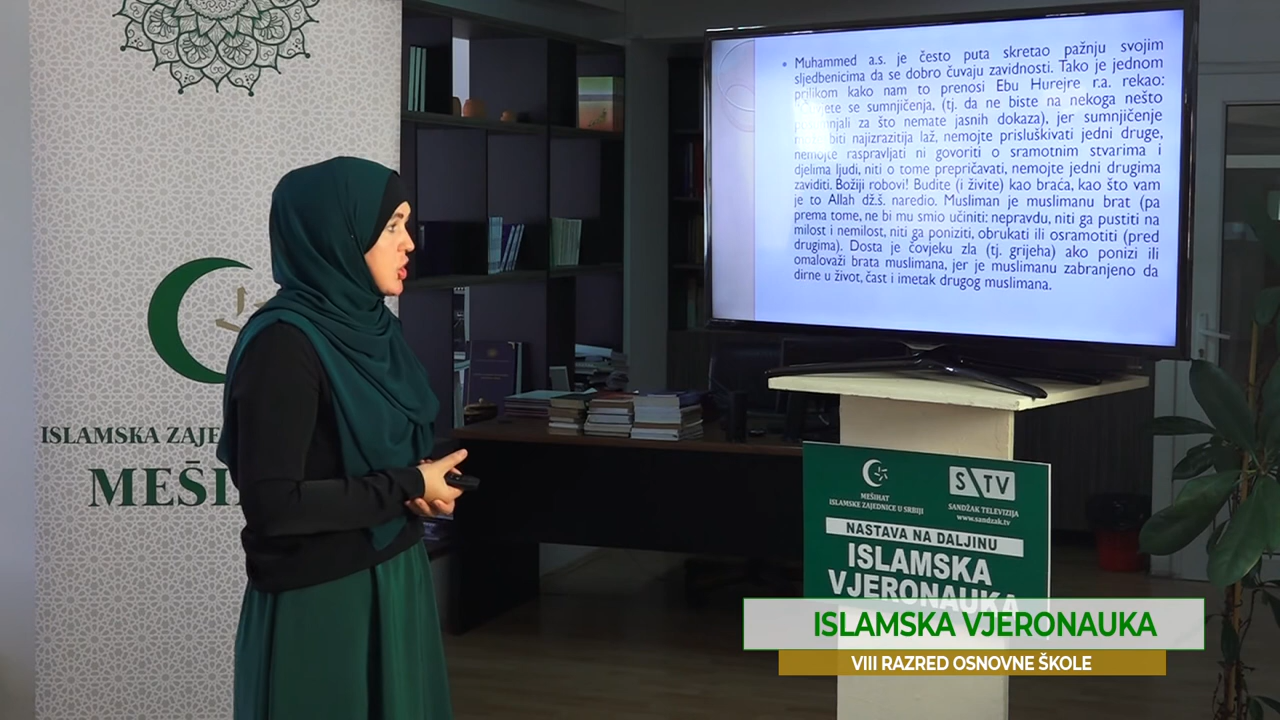 Muhammed a.s. je često puta skretao pažnju svojim
sljedbenicima da se dobro čuvaju zavidnosti. Tako je jednom
prilikom kako nam to prenosi Ebu Hurejre r.a. rekao:
se sumnjičenja, (tj. da ne biste na nekoga nešto
za što nemate jasnih dokaza), jer sumnjičenje
biti najizrazitija laž, nemojte prisluškivati jedni druge,
nemojte raspravljati ni govoriti o sramotnim stvarima i
djelima ljudi, niti o tome prepričavati, nemojte jedni drugima
zaviditi. Božiji robovi! Budite (i živite) kao braća, kao što vam
je to Allah dž.š. naredio. Musliman je muslimanu brat (pa
prema tome, ne bi mu smio učiniti: nepravdu, niti ga pustiti na
milost i nemilost, niti ga poniziti, obrukati ili osramotiti (pred
drugima). Dosta je čovjeku zla (tj. grijeha) ako ponizi ili
omalovaži brata muslimana, jer je muslimanu zabranjeno da
dirne u život, čast i imetak drugog muslimana.
ISLAMSKA ZAJE
MEŠI
MEŠIHAT
ISLAMSKE ZAJEDNICE U SRBIJI
STV
SANDŽAK TELEVIZIJA
www.sandzak.tv
NASTAVA NA DALJINU
ISLAMSKA
VJERONAUKA
ISLAMSKA VJERONAUKA
VIII RAZRED OSNOVNE ŠKOLE